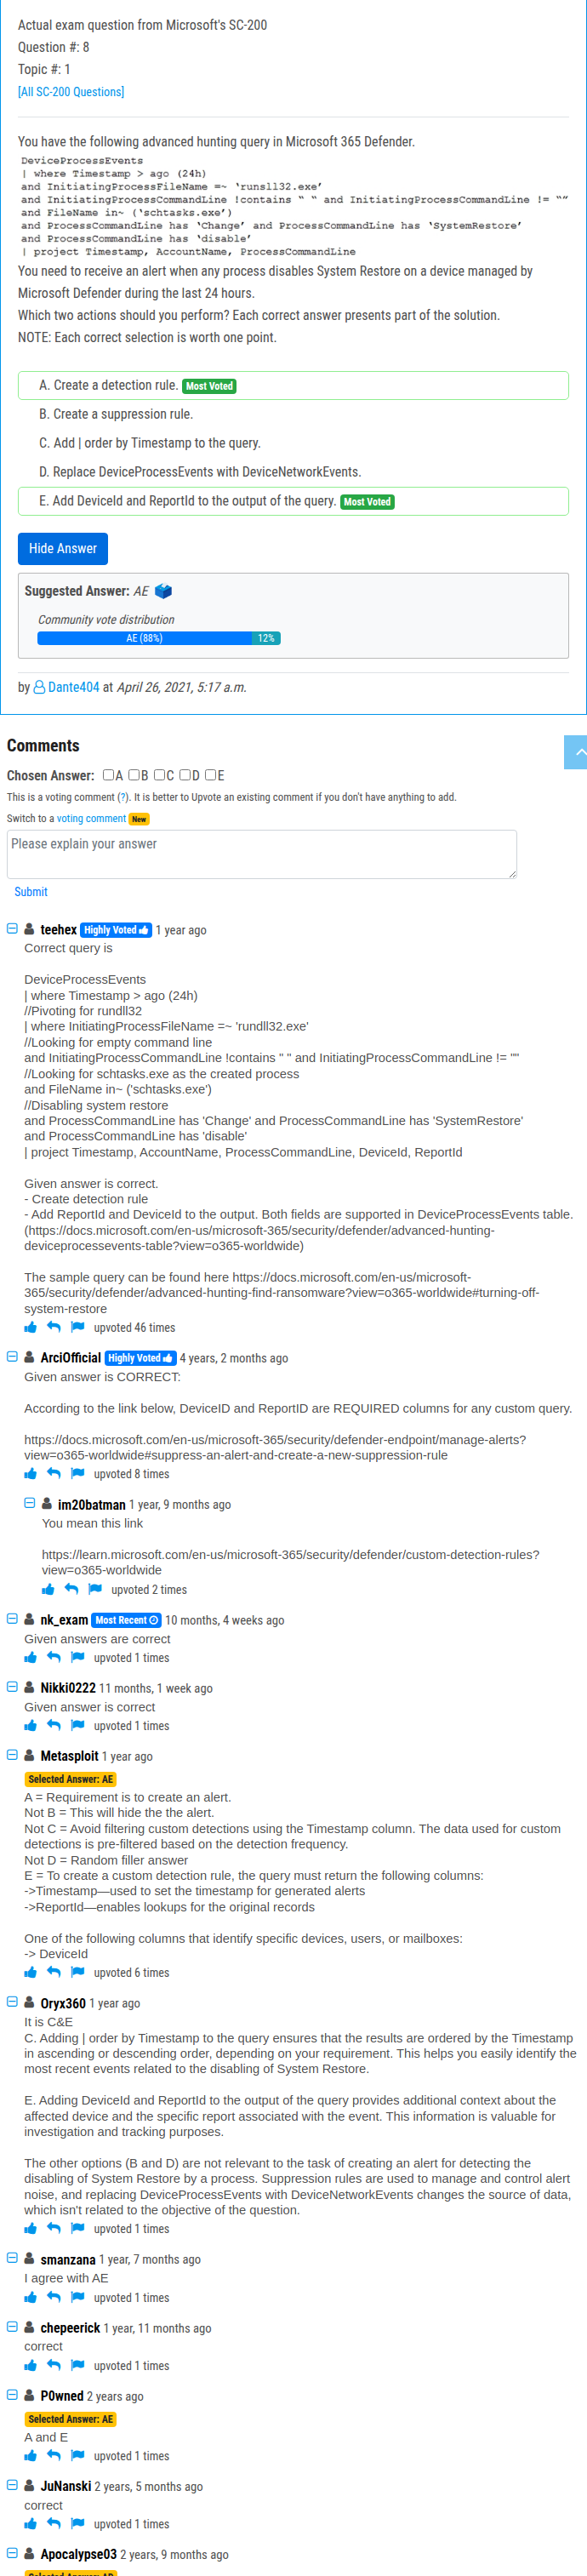 Actual exam question from Microsoft's SC-200
Question #: 8
Topic #: 1
[All SC-200 Questions]
You have the following advanced hunting query in Microsoft 365 Defender.
DeviceProcessEvents
| where Timestamp > ago (24h)
and InitiatingProcessFileName =~ ‘runsll32.exe’
and InitiatingProcessCommandLine !contains “ “ and InitiatingProcessCommandLine != “”
and FileName in~ (‘schtasks.exe’)
and ProcessCommandLine has ‘Change’ and ProcessCommandLine has ‘SystemRestore’
and ProcessCommandLine has ‘disable’
| project Timestamp, AccountName, ProcessCommandLine
You need to receive an alert when any process disables System Restore on a device managed by
Microsoft Defender during the last 24 hours.
Which two actions should you perform? Each correct answer presents part of the solution.
NOTE: Each correct selection is worth one point.
A. Create a detection rule. Most Voted
B. Create a suppression rule.
C. Add | order by Timestamp to the query.
D. Replace DeviceProcessEvents with DeviceNetworkEvents.
E. Add DeviceId and ReportId to the output of the query. Most Voted
Hide Answer
Suggested Answer: AE
Community vote distribution
AE (88%) 12%
by Dante404 at April 26, 2021, 5:17 a.m.
Comments
Chosen Answer: A B C D E
This is a voting comment (?). It is better to Upvote an existing comment if you don't have anything to add.
Switch to a voting comment New
Please explain your answer
Submit
teehex Highly Voted 1 year ago
Correct query is
DeviceProcessEvents
| where Timestamp > ago (24h)
//Pivoting for rundll32
| where InitiatingProcessFileName =~ 'rundll32.exe'
//Looking for empty command line
and InitiatingProcessCommandLine !contains " " and InitiatingProcessCommandLine != ""
//Looking for schtasks.exe as the created process
and FileName in~ ('schtasks.exe')
//Disabling system restore
and ProcessCommandLine has 'Change' and ProcessCommandLine has 'SystemRestore'
and ProcessCommandLine has 'disable'
| project Timestamp, AccountName, ProcessCommandLine, DeviceId, ReportId
Given answer is correct.
- Create detection rule
- Add ReportId and DeviceId to the output. Both fields are supported in DeviceProcessEvents table.
(https://docs.microsoft.com/en-us/microsoft-365/security/defender/advanced-hunting-
deviceprocessevents-table?view=o365-worldwide)
The sample query can be found here https://docs.microsoft.com/en-us/microsoft-
365/security/defender/advanced-hunting-find-ransomware?view=o365-worldwide#turning-off-
system-restore
upvoted 46 times
ArciOfficial Highly Voted 4 years, 2 months ago
Given answer is CORRECT:
According to the link below, DeviceID and ReportID are REQUIRED columns for any custom query.
https://docs.microsoft.com/en-us/microsoft-365/security/defender-endpoint/manage-alerts?
view=o365-worldwide#suppress-an-alert-and-create-a-new-suppression-rule
upvoted 8 times
im20batman 1 year, 9 months ago
You mean this link
https://learn.microsoft.com/en-us/microsoft-365/security/defender/custom-detection-rules?
view=o365-worldwide
upvoted 2 times
nk_exam Most Recent 10 months, 4 weeks ago
Given answers are correct
upvoted 1 times
Nikki0222 11 months, 1 week ago
Given answer is correct
upvoted 1 times
Metasploit 1 year ago
Selected Answer: AE
A = Requirement is to create an alert.
Not B = This will hide the the alert.
Not C = Avoid filtering custom detections using the Timestamp column. The data used for custom
detections is pre-filtered based on the detection frequency.
Not D = Random filler answer
E = To create a custom detection rule, the query must return the following columns:
->Timestamp—used to set the timestamp for generated alerts
->ReportId—enables lookups for the original records
One of the following columns that identify specific devices, users, or mailboxes:
-> DeviceId
upvoted 6 times
Oryx360 1 year ago
It is C&E
C. Adding | order by Timestamp to the query ensures that the results are ordered by the Timestamp
in ascending or descending order, depending on your requirement. This helps you easily identify the
most recent events related to the disabling of System Restore.
E. Adding DeviceId and ReportId to the output of the query provides additional context about the
affected device and the specific report associated with the event. This information is valuable for
investigation and tracking purposes.
The other options (B and D) are not relevant to the task of creating an alert for detecting the
disabling of System Restore by a process. Suppression rules are used to manage and control alert
noise, and replacing DeviceProcessEvents with DeviceNetworkEvents changes the source of data,
which isn't related to the objective of the question.
upvoted 1 times
smanzana 1 year, 7 months ago
I agree with AE
upvoted 1 times
chepeerick 1 year, 11 months ago
correct
upvoted 1 times
P0wned 2 years ago
Selected Answer: AE
A and E
upvoted 1 times
JuNanski 2 years, 5 months ago
correct
upvoted 1 times
Apocalypse03 2 years, 9 months ago